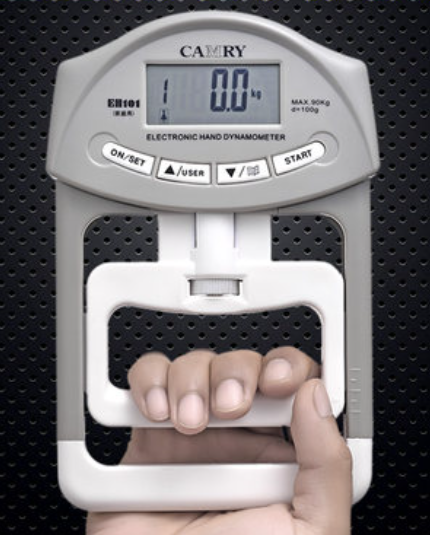 CAMRY
1 0.0 kg
EH101
MAX.90Kg
d=100g
ELECTRONIC HAND DYNAMOMETER
ON/SET
▲/USER
▼/
START